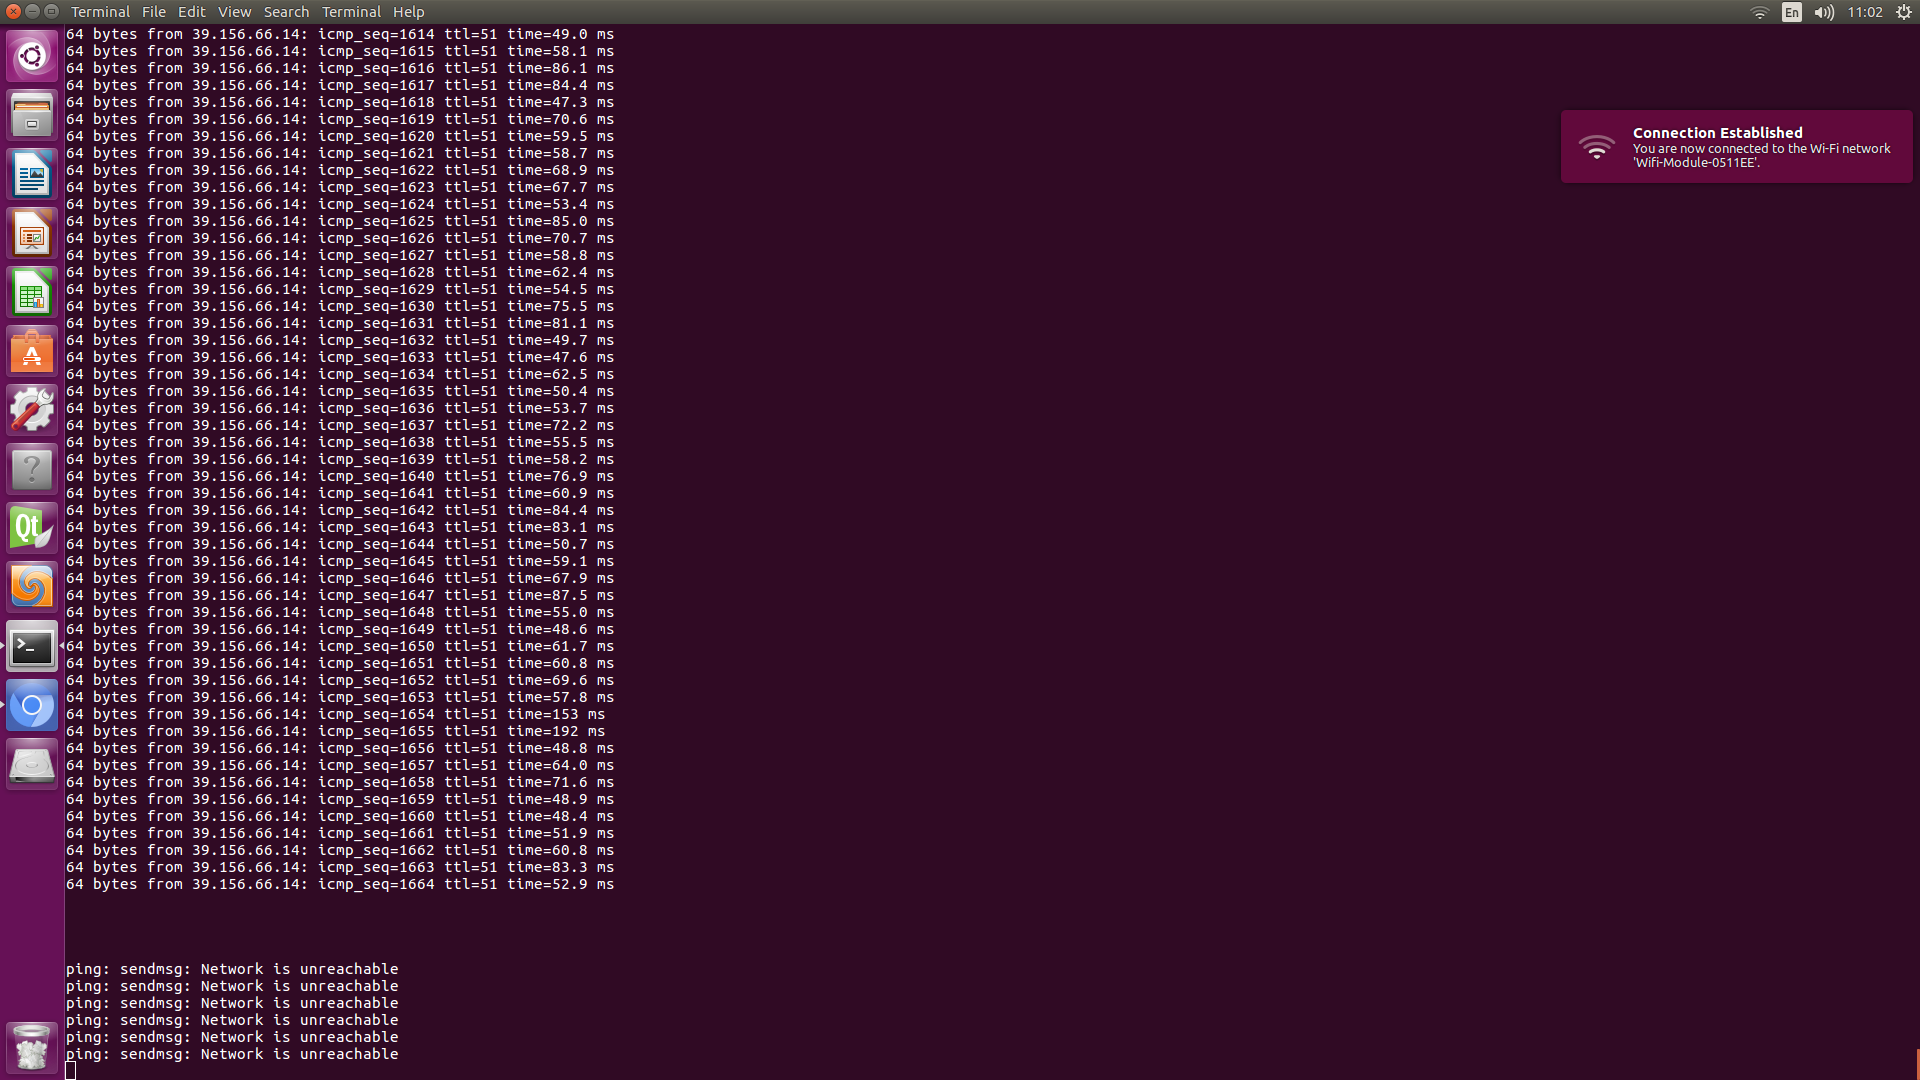 Terminal File Edit View Search Terminal Help En 11:02
64 bytes from 39.156.66.14: icmp_seq=1614 ttl=51 time=49.0 ms
64 bytes from 39.156.66.14: icmp_seq=1615 ttl=51 time=58.1 ms
64 bytes from 39.156.66.14: icmp_seq=1616 ttl=51 time=86.1 ms
64 bytes from 39.156.66.14: icmp_seq=1617 ttl=51 time=84.4 ms
64 bytes from 39.156.66.14: icmp_seq=1618 ttl=51 time=47.3 ms
64 bytes from 39.156.66.14: icmp_seq=1619 ttl=51 time=70.6 ms
64 bytes from 39.156.66.14: icmp_seq=1620 ttl=51 time=59.5 ms
64 bytes from 39.156.66.14: icmp_seq=1621 ttl=51 time=58.7 ms
64 bytes from 39.156.66.14: icmp_seq=1622 ttl=51 time=68.9 ms
64 bytes from 39.156.66.14: icmp_seq=1623 ttl=51 time=67.7 ms
64 bytes from 39.156.66.14: icmp_seq=1624 ttl=51 time=53.4 ms
64 bytes from 39.156.66.14: icmp_seq=1625 ttl=51 time=85.0 ms
64 bytes from 39.156.66.14: icmp_seq=1626 ttl=51 time=70.7 ms
64 bytes from 39.156.66.14: icmp_seq=1627 ttl=51 time=58.8 ms
64 bytes from 39.156.66.14: icmp_seq=1628 ttl=51 time=62.4 ms
64 bytes from 39.156.66.14: icmp_seq=1629 ttl=51 time=54.5 ms
64 bytes from 39.156.66.14: icmp_seq=1630 ttl=51 time=75.5 ms
64 bytes from 39.156.66.14: icmp_seq=1631 ttl=51 time=81.1 ms
64 bytes from 39.156.66.14: icmp_seq=1632 ttl=51 time=49.7 ms
64 bytes from 39.156.66.14: icmp_seq=1633 ttl=51 time=47.6 ms
64 bytes from 39.156.66.14: icmp_seq=1634 ttl=51 time=62.5 ms
64 bytes from 39.156.66.14: icmp_seq=1635 ttl=51 time=50.4 ms
64 bytes from 39.156.66.14: icmp_seq=1636 ttl=51 time=53.7 ms
64 bytes from 39.156.66.14: icmp_seq=1637 ttl=51 time=72.2 ms
64 bytes from 39.156.66.14: icmp_seq=1638 ttl=51 time=55.5 ms
64 bytes from 39.156.66.14: icmp_seq=1639 ttl=51 time=58.2 ms
64 bytes from 39.156.66.14: icmp_seq=1640 ttl=51 time=76.9 ms
64 bytes from 39.156.66.14: icmp_seq=1641 ttl=51 time=60.9 ms
64 bytes from 39.156.66.14: icmp_seq=1642 ttl=51 time=84.4 ms
64 bytes from 39.156.66.14: icmp_seq=1643 ttl=51 time=83.1 ms
64 bytes from 39.156.66.14: icmp_seq=1644 ttl=51 time=50.7 ms
64 bytes from 39.156.66.14: icmp_seq=1645 ttl=51 time=59.1 ms
64 bytes from 39.156.66.14: icmp_seq=1646 ttl=51 time=67.9 ms
64 bytes from 39.156.66.14: icmp_seq=1647 ttl=51 time=87.5 ms
64 bytes from 39.156.66.14: icmp_seq=1648 ttl=51 time=55.0 ms
64 bytes from 39.156.66.14: icmp_seq=1649 ttl=51 time=48.6 ms
64 bytes from 39.156.66.14: icmp_seq=1650 ttl=51 time=61.7 ms
64 bytes from 39.156.66.14: icmp_seq=1651 ttl=51 time=60.8 ms
64 bytes from 39.156.66.14: icmp_seq=1652 ttl=51 time=69.6 ms
64 bytes from 39.156.66.14: icmp_seq=1653 ttl=51 time=57.8 ms
64 bytes from 39.156.66.14: icmp_seq=1654 ttl=51 time=153 ms
64 bytes from 39.156.66.14: icmp_seq=1655 ttl=51 time=192 ms
64 bytes from 39.156.66.14: icmp_seq=1656 ttl=51 time=48.8 ms
64 bytes from 39.156.66.14: icmp_seq=1657 ttl=51 time=64.0 ms
64 bytes from 39.156.66.14: icmp_seq=1658 ttl=51 time=71.6 ms
64 bytes from 39.156.66.14: icmp_seq=1659 ttl=51 time=48.9 ms
64 bytes from 39.156.66.14: icmp_seq=1660 ttl=51 time=48.4 ms
64 bytes from 39.156.66.14: icmp_seq=1661 ttl=51 time=51.9 ms
64 bytes from 39.156.66.14: icmp_seq=1662 ttl=51 time=60.8 ms
64 bytes from 39.156.66.14: icmp_seq=1663 ttl=51 time=83.3 ms
64 bytes from 39.156.66.14: icmp_seq=1664 ttl=51 time=52.9 ms
ping: sendmsg: Network is unreachable
ping: sendmsg: Network is unreachable
ping: sendmsg: Network is unreachable
ping: sendmsg: Network is unreachable
ping: sendmsg: Network is unreachable
ping: sendmsg: Network is unreachable
Connection Established
You are now connected to the Wi-Fi network
'Wifi-Module-0511EE'.
Qt